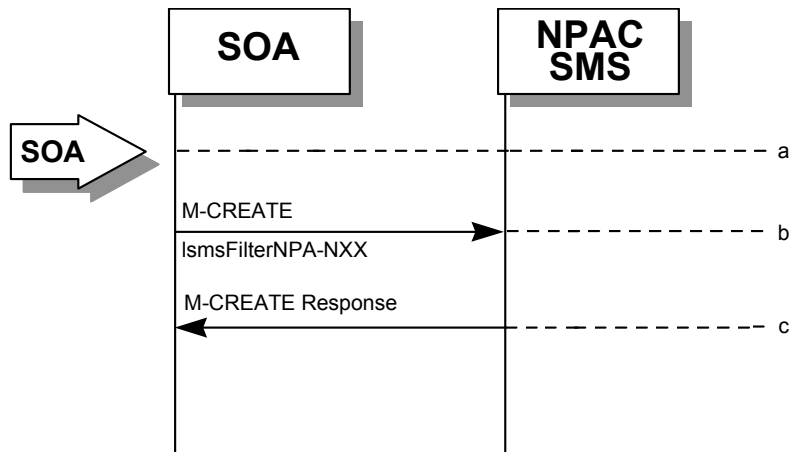 SOA
NPAC
SMS
SOA
a
M-CREATE
b
lsmsFilterNPA-NXX
M-CREATE Response
c